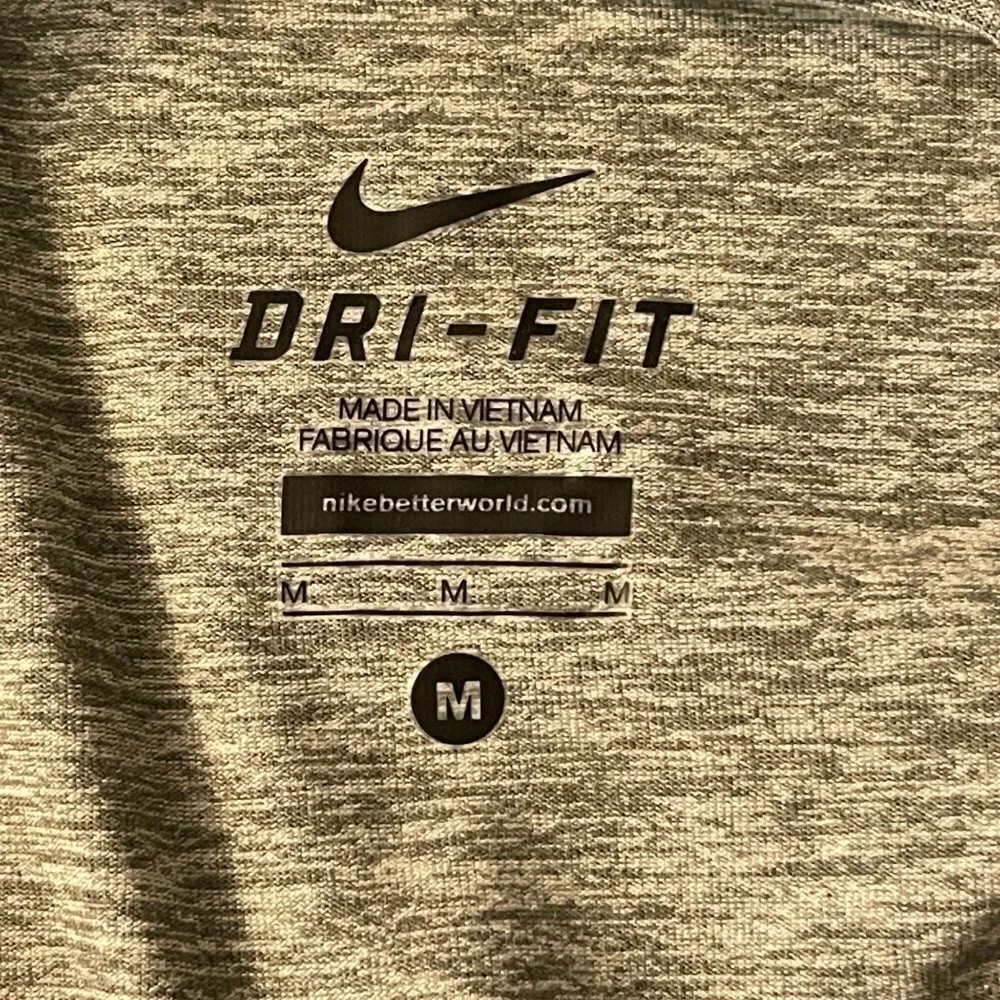 DRI-FIT
MADE IN VIETNAM
FABRIQUE AU VIETNAM
nikebetterworld.com
M M M
M